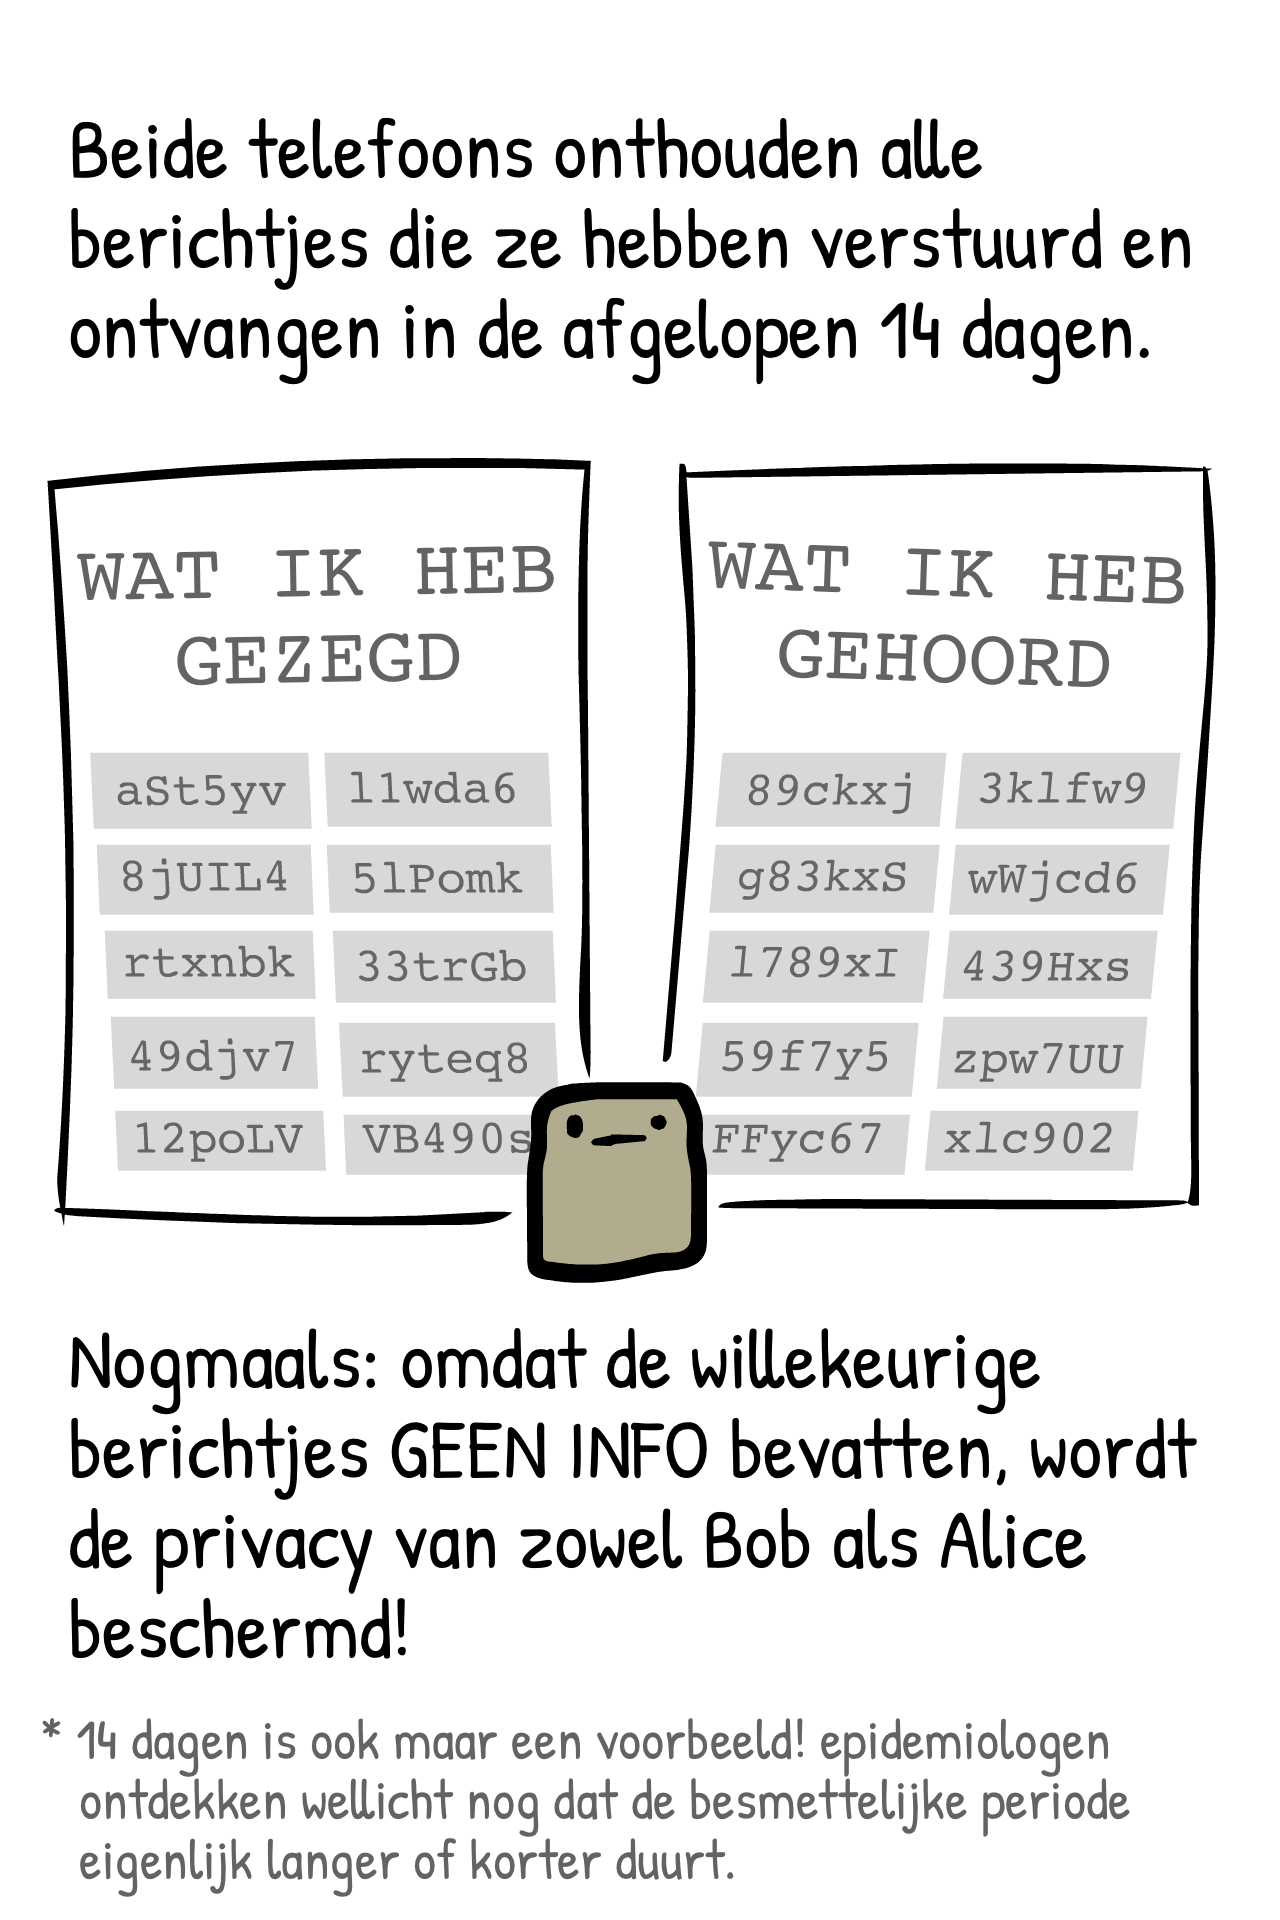 Beide telefoons onthouden alle
berichtjes die ze hebben verstuurd en
ontvangen in de afgelopen 14 dagen.
WAT IK HEB
GEZEGD
aSt5yv l1wda6
8jUIL4 5lPomk
rtxnbk 33trGb
49djv7 ryteq8
12poLV VB490s
WAT IK HEB
GEHOORD
89ckxj 3klfw9
g83kxS wWjcd6
l789xI 439Hxs
59f7y5 zpw7UU
FFyc67 xlc902
Nogmaals: omdat de willekeurige
berichtjes GEEN INFO bevatten, wordt
de privacy van zowel Bob als Alice
beschermd!
* 14 dagen is ook maar een voorbeeld! epidemiologen
ontdekken wellicht nog dat de besmettelijke periode
eigenlijk langer of korter duurt.